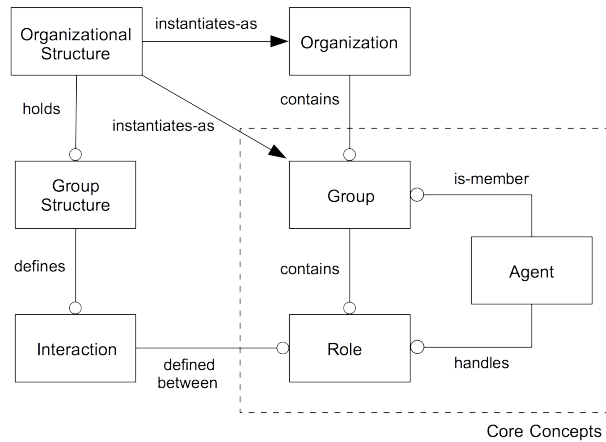 instantiates-as
Organizational
Structure
Organization
holds
contains
instantiates-as
Group
Structure
Group
is-member
defines
contains
Agent
Interaction
defined
between
Role
handles
Core Concepts